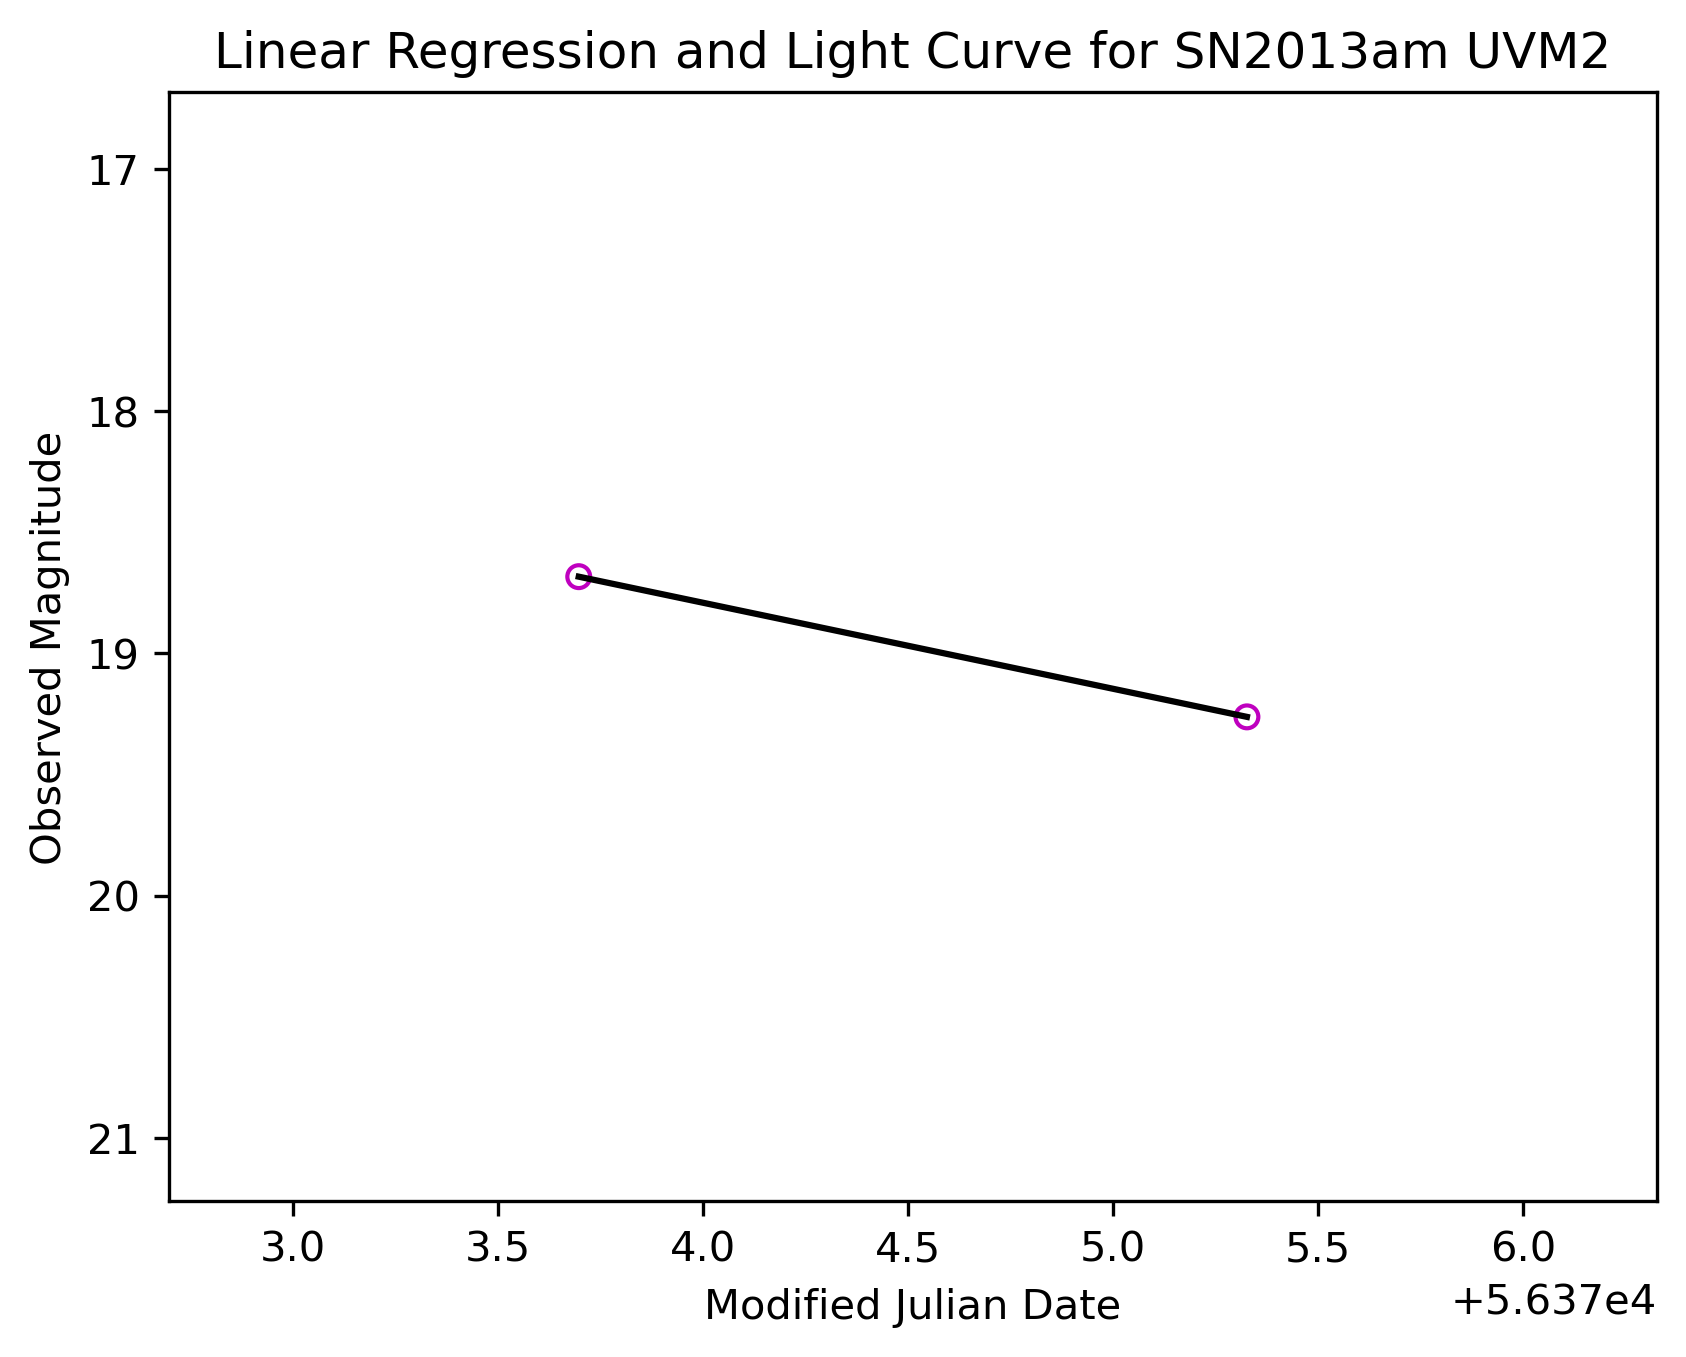 Linear Regression and Light Curve for SN2013am UVM2
17
18
19
20
21
Observed Magnitude
3.0 3.5 4.0 4.5 5.0 5.5 6.0
Modified Julian Date
+5.637e4